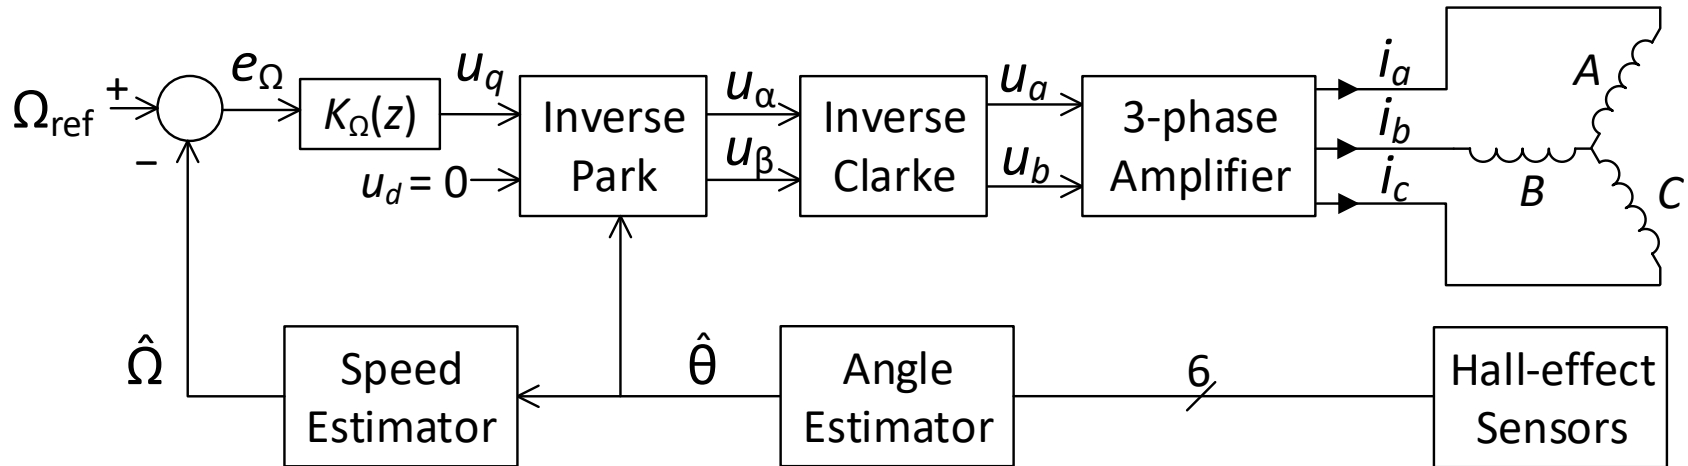 Ω_ref
+
−
e_Ω
K_Ω(z)
u_q
u_d = 0
Inverse
Park
u_α
u_β
Inverse
Clarke
u_a
u_b
3-phase
Amplifier
i_a
i_b
i_c
A
B
C
Ω̂
Speed
Estimator
θ̂
Angle
Estimator
6
Hall-effect
Sensors